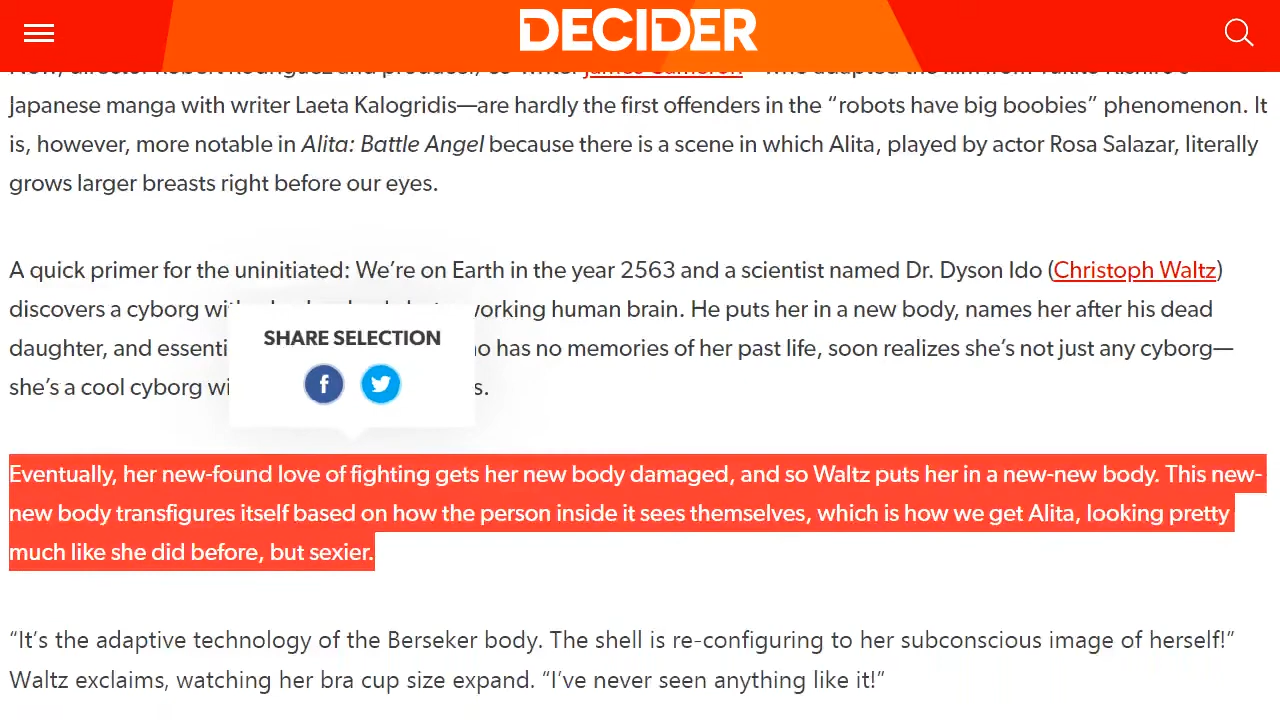 DECIDER
Japanese manga with writer Laeta Kalogridis—are hardly the first offenders in the “robots have big boobies” phenomenon. It
is, however, more notable in Alita: Battle Angel because there is a scene in which Alita, played by actor Rosa Salazar, literally
grows larger breasts right before our eyes.
A quick primer for the uninitiated: We’re on Earth in the year 2563 and a scientist named Dr. Dyson Ido (Christoph Waltz)
discovers a cyborg working human brain. He puts her in a new body, names her after his dead
daughter, and has no memories of her past life, soon realizes she’s not just any cyborg—
she’s a cool cyborg
SHARE SELECTION
f
Eventually, her new-found love of fighting gets her new body damaged, and so Waltz puts her in a new-new body. This new-
new body transfigures itself based on how the person inside it sees themselves, which is how we get Alita, looking pretty
much like she did before, but sexier.
“It’s the adaptive technology of the Berseker body. The shell is re-configuring to her subconscious image of herself!”
Waltz exclaims, watching her bra cup size expand. “I’ve never seen anything like it!”